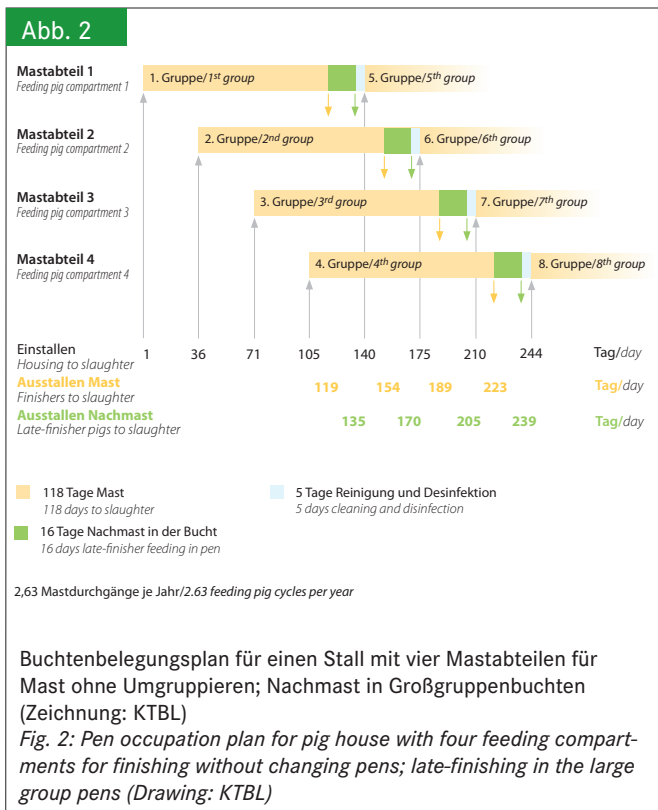 Abb. 2
Mastabteil 1
Feeding pig compartment 1
1. Gruppe/1st group
5. Gruppe/5th group
Mastabteil 2
Feeding pig compartment 2
2. Gruppe/2nd group
6. Gruppe/6th group
Mastabteil 3
Feeding pig compartment 3
3. Gruppe/3rd group
7. Gruppe/7th group
Mastabteil 4
Feeding pig compartment 4
4. Gruppe/4th group
8. Gruppe/8th group
Einstallen 1 36 71 105 140 175 210 244 Tag/day
Housing to slaughter
Ausstallen Mast 119 154 189 223 Tag/day
Finishers to slaughter
Ausstallen Nachmast 135 170 205 239 Tag/day
Late-finisher pigs to slaughter
118 Tage Mast
118 days to slaughter
5 Tage Reinigung und Desinfektion
5 days cleaning and disinfection
16 Tage Nachmast in der Bucht
16 days late-finisher feeding in pen
2,63 Mastdurchgänge je Jahr/2.63 feeding pig cycles per year
Buchtenbelegungsplan für einen Stall mit vier Mastabteilen für
Mast ohne Umgruppieren; Nachmast in Großgruppenbuchten
(Zeichnung: KTBL)
Fig. 2: Pen occupation plan for pig house with four feeding compart-
ments for finishing without changing pens; late-finishing in the large
group pens (Drawing: KTBL)